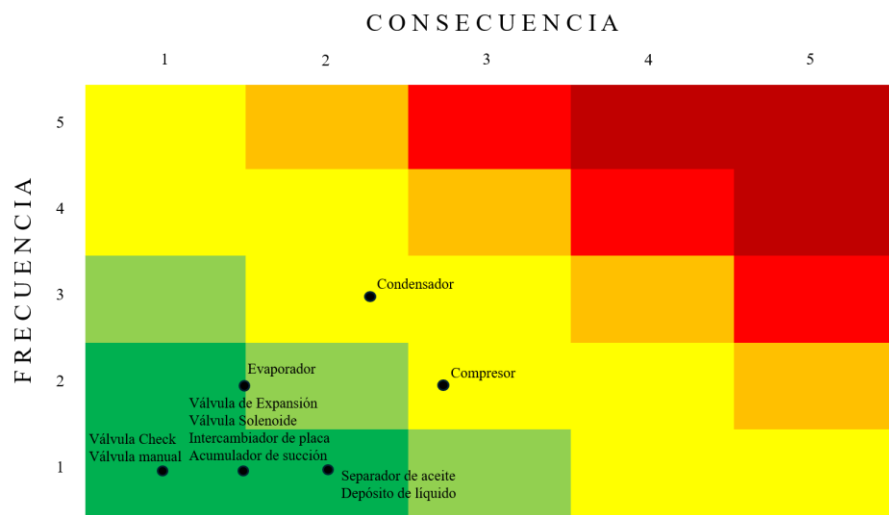 CONSECUENCIA
1 2 3 4 5
FRECUENCIA
5
4
3
2
1
Condensador
Evaporador
Compresor
Válvula de Expansión
Válvula Solenoide
Válvula Check
Válvula manual
Intercambiador de placa
Acumulador de succión
Separador de aceite
Depósito de líquido